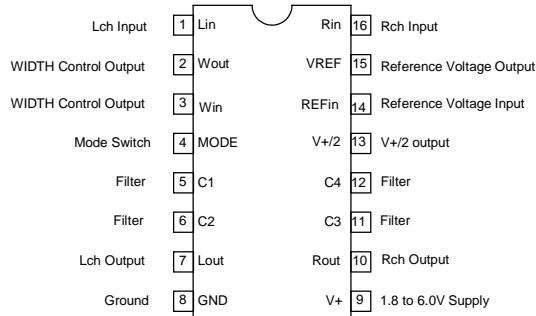 Lch Input 1 Lin Rin 16 Rch Input
WIDTH Control Output 2 Wout VREF 15 Reference Voltage Output
WIDTH Control Output 3 Win REFin 14 Reference Voltage Input
Mode Switch 4 MODE V+/2 13 V+/2 output
Filter 5 C1 C4 12 Filter
Filter 6 C2 C3 11 Filter
Lch Output 7 Lout Rout 10 Rch Output
Ground 8 GND V+ 9 1.8 to 6.0V Supply